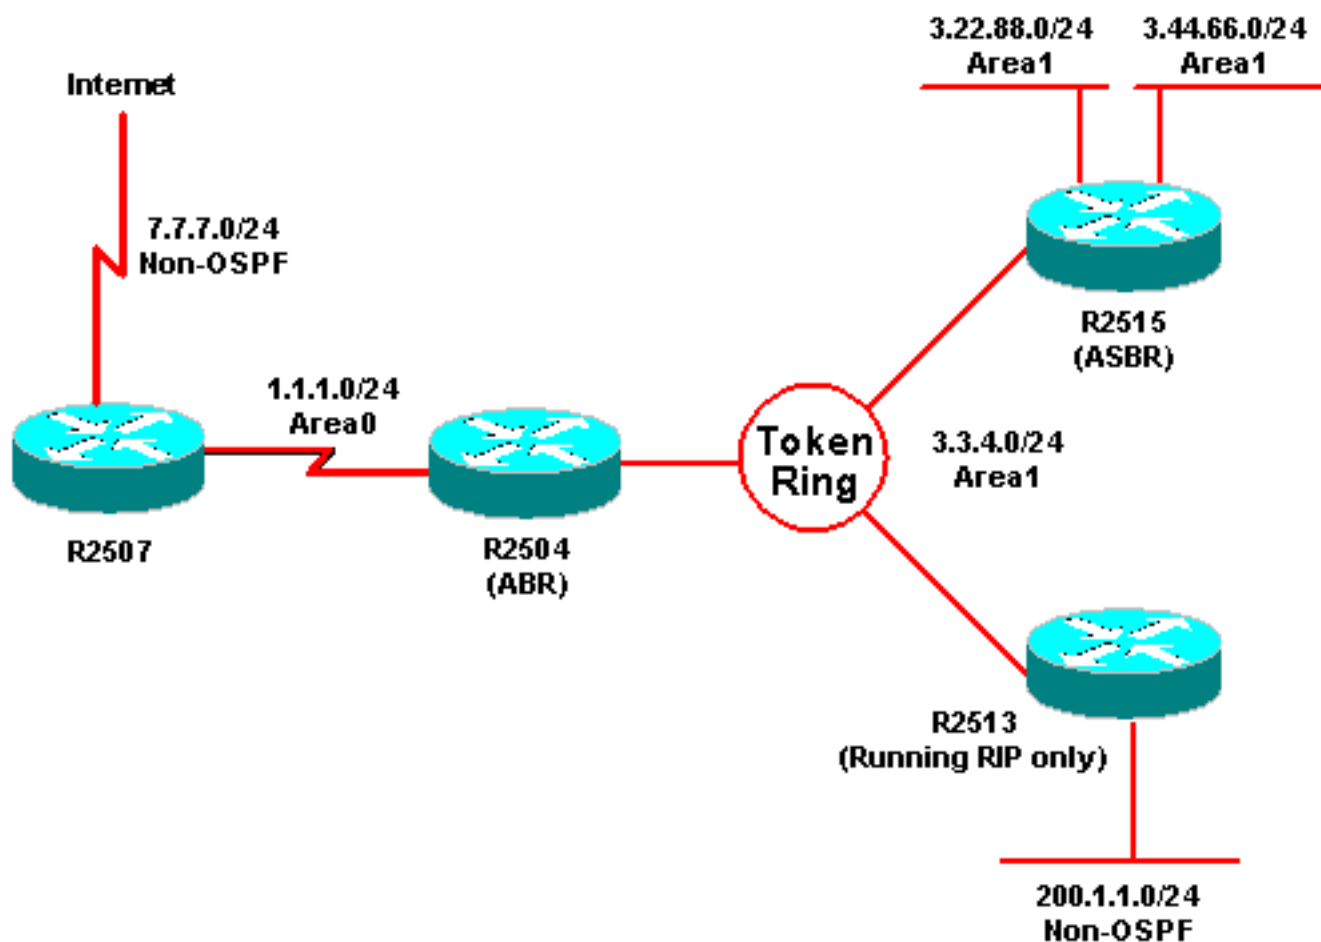 3.22.88.0/24
Area1
3.44.66.0/24
Area1
Internet
7.7.7.0/24
Non-OSPF
R2515
(ASBR)
1.1.1.0/24
Area0
Token
Ring
3.3.4.0/24
Area1
R2507
R2504
(ABR)
R2513
(Running RIP only)
200.1.1.0/24
Non-OSPF